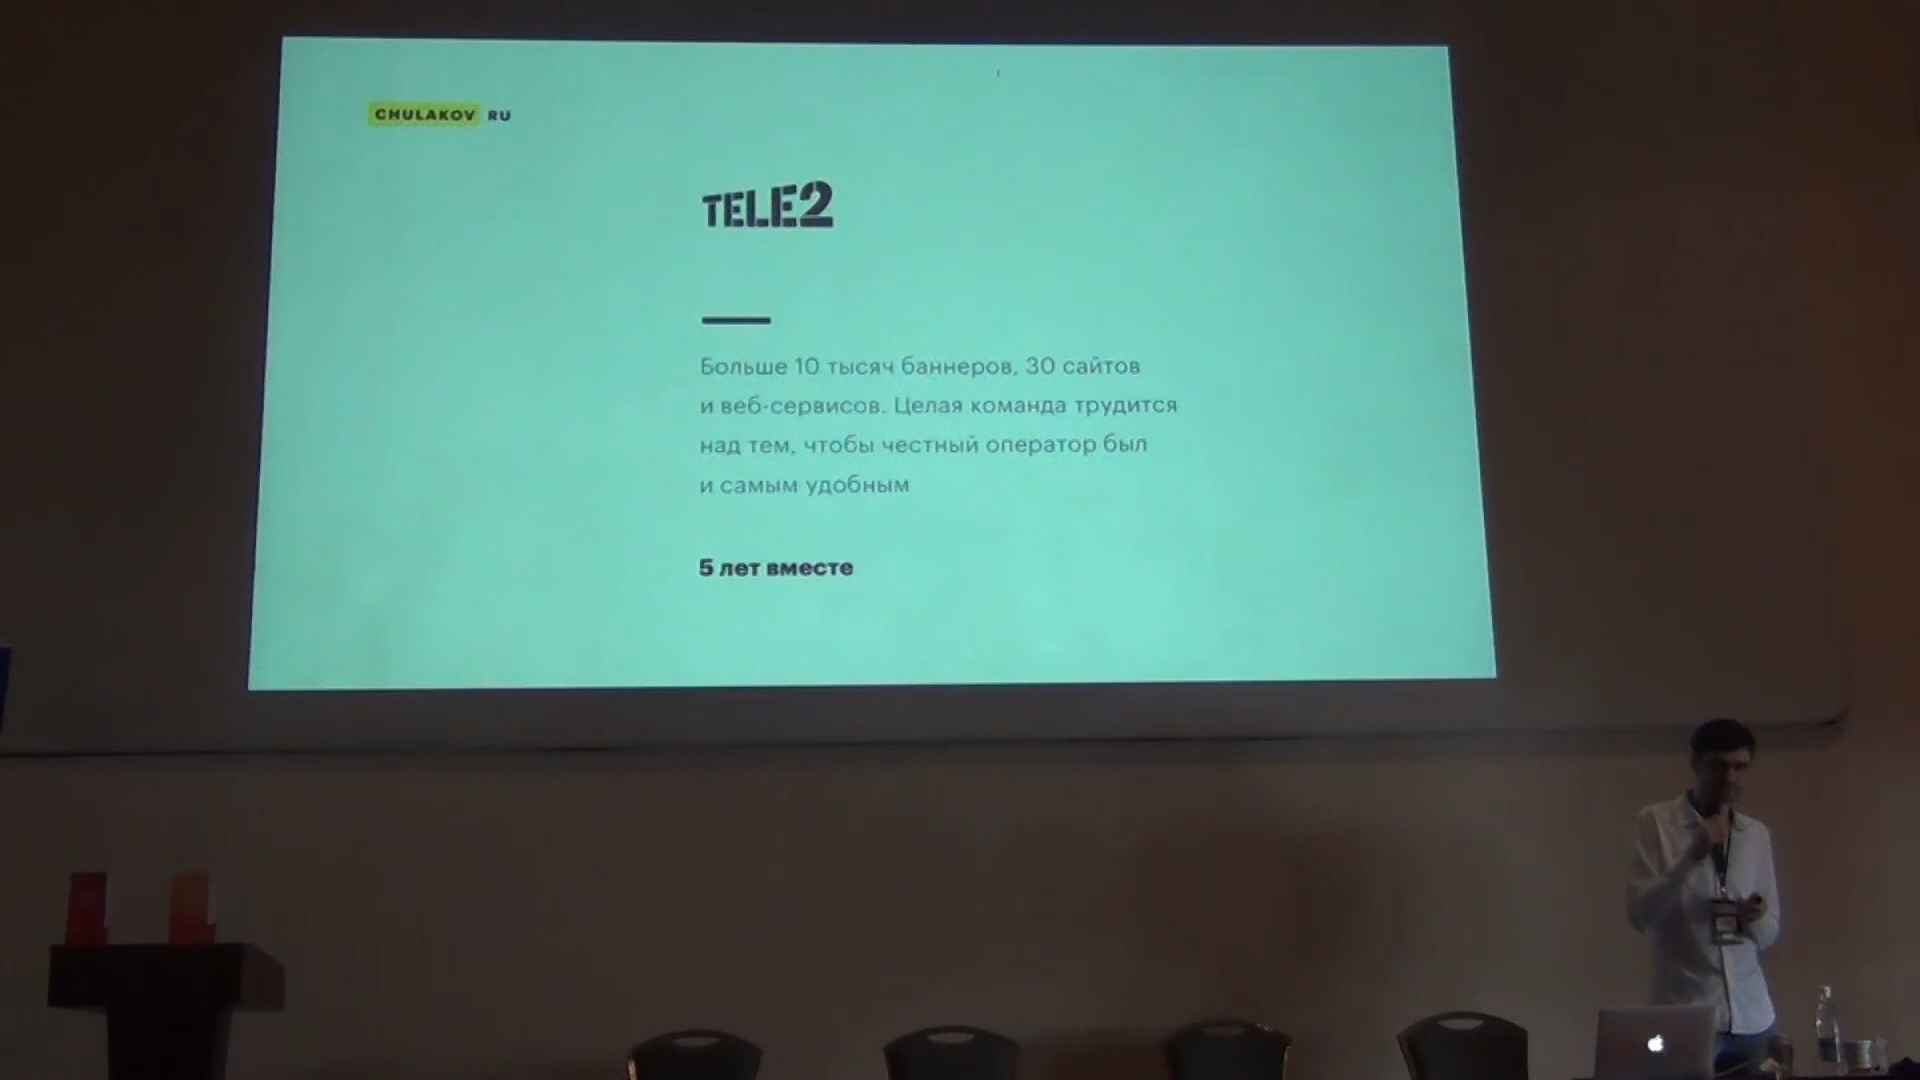 CHULAKOV RU
TELE2
Больше 10 тысяч баннеров, 30 сайтов
и веб-сервисов. Целая команда трудится
над тем, чтобы честный оператор был
и самым удобным
5 лет вместе